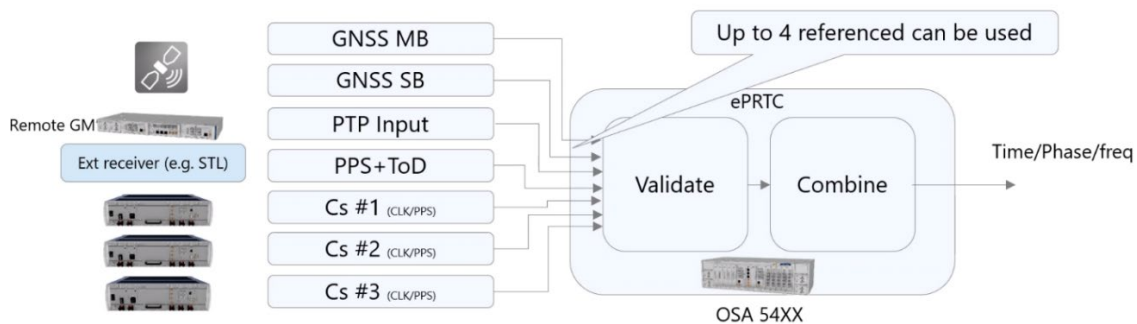 GNSS MB
Up to 4 referenced can be used
GNSS SB
ePRTC
Remote GM
PTP Input
Ext receiver (e.g. STL)
PPS+ToD
Validate
Combine
Time/Phase/freq
Cs #1 (CLK/PPS)
Cs #2 (CLK/PPS)
Cs #3 (CLK/PPS)
OSA 54XX